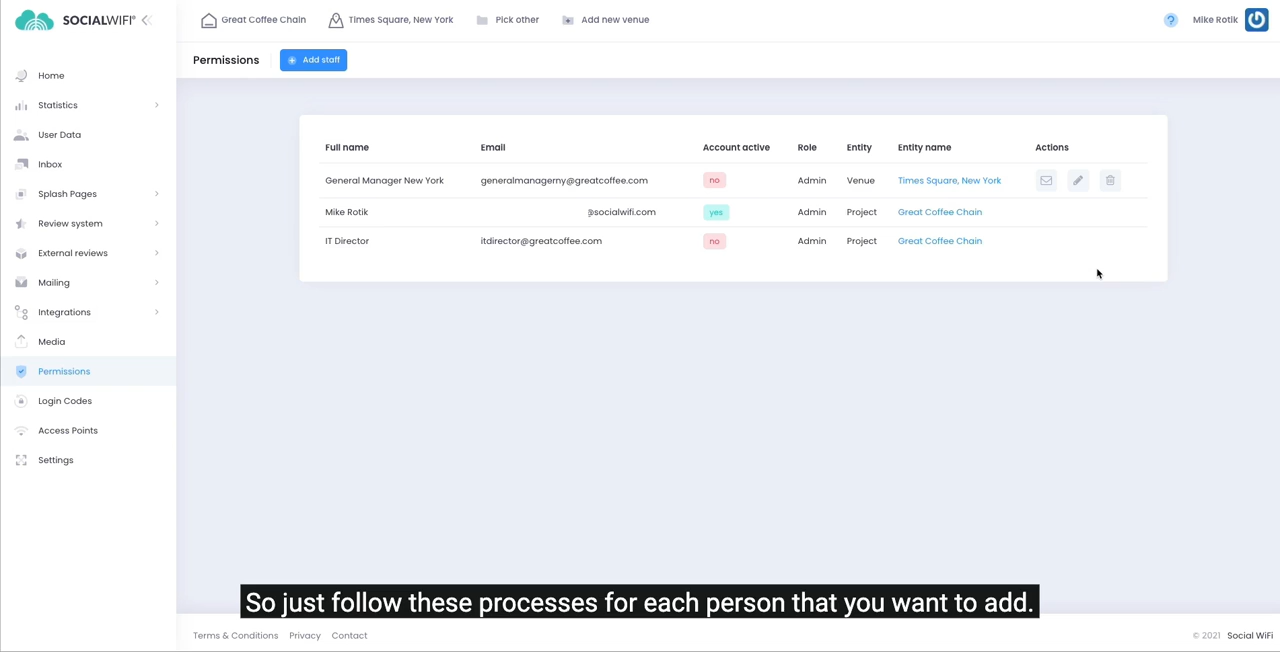 SOCIALWIFI®
Great Coffee Chain
Times Square, New York
Pick other
Add new venue
?
Mike Rotik
Permissions
Add staff
Home
Statistics
User Data
Inbox
Splash Pages
Review system
External reviews
Mailing
Integrations
Media
Permissions
Login Codes
Access Points
Settings
Full name Email Account active Role Entity Entity name Actions
General Manager New York generalmanagerny@greatcoffee.com no Admin Venue Times Square, New York
Mike Rotik @socialwifi.com yes Admin Project Great Coffee Chain
IT Director itdirector@greatcoffee.com no Admin Project Great Coffee Chain
So just follow these processes for each person that you want to add.
Terms & Conditions Privacy Contact
© 2021 Social WiFi